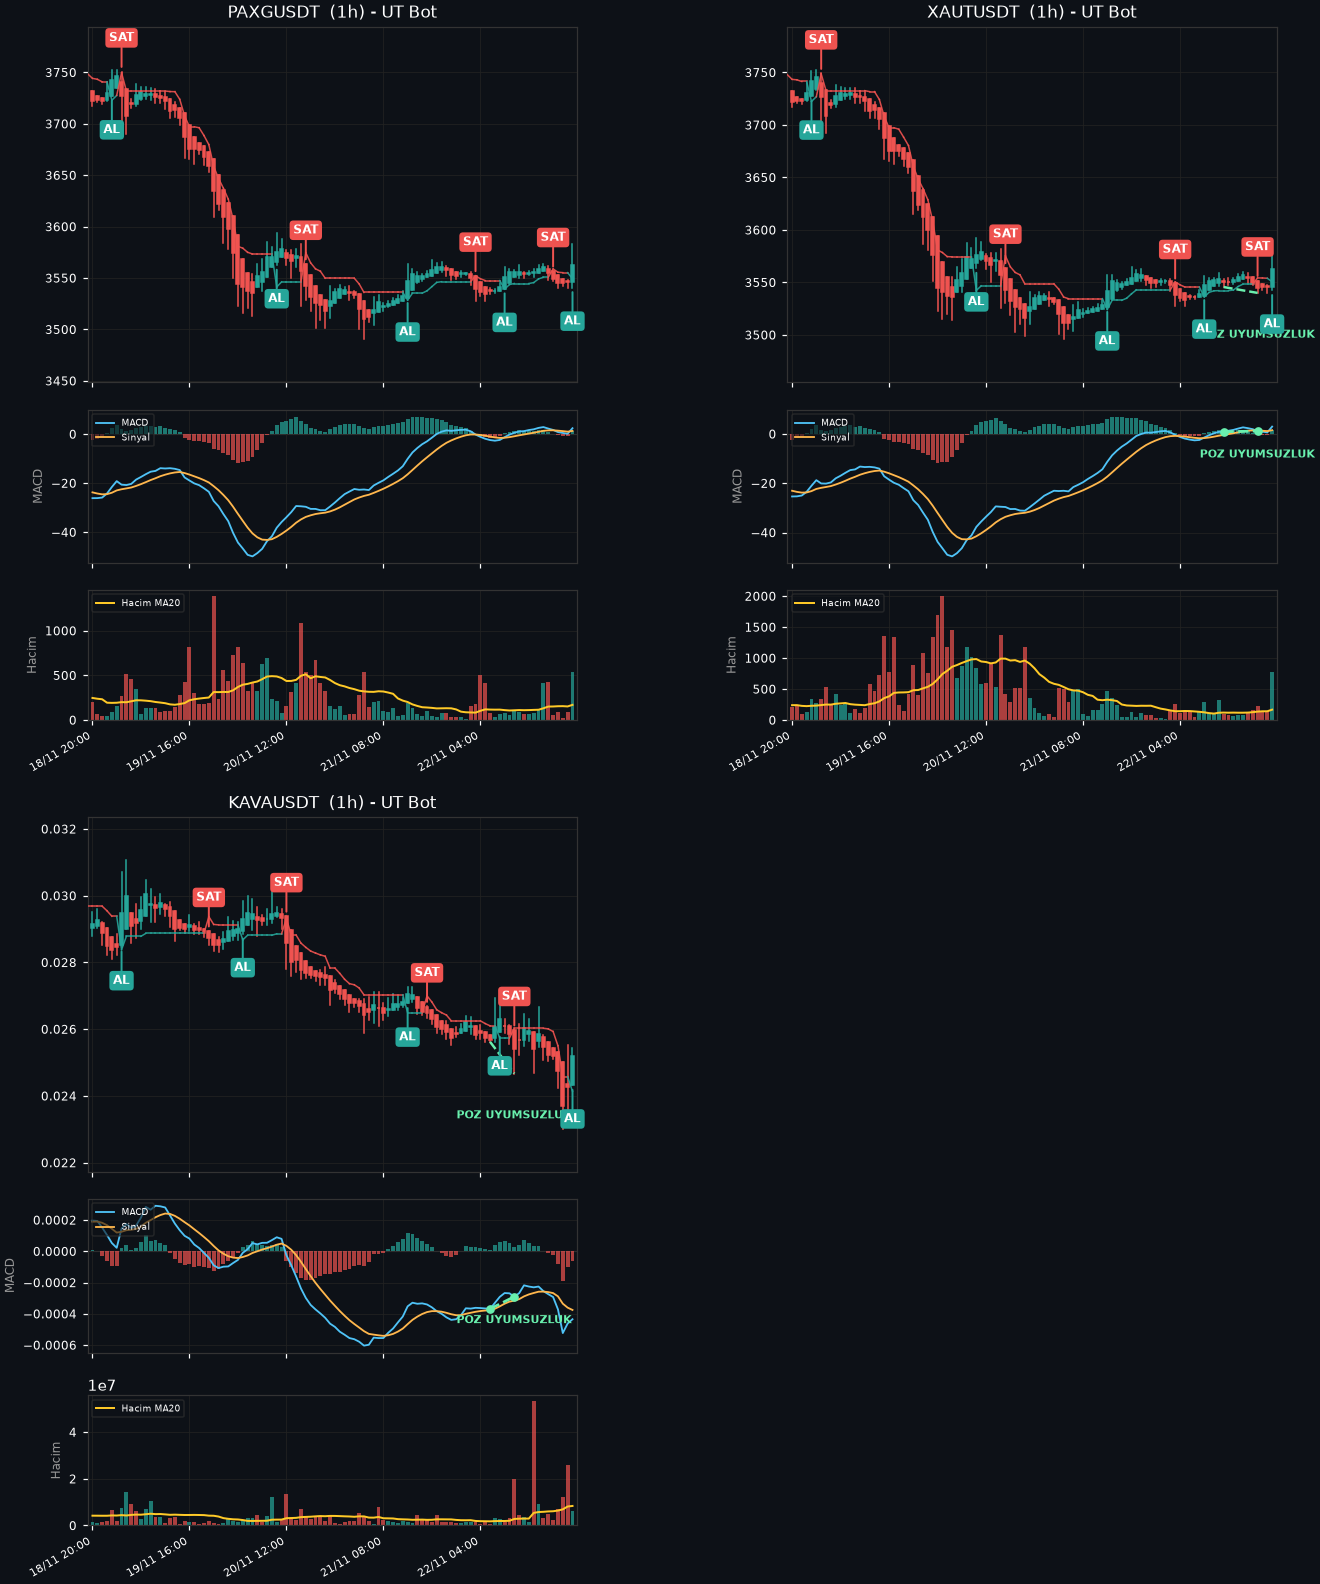 PAXGUSDT (1h) - UT Bot
SAT
3750
3700
AL
3650
3600
SAT
SAT
SAT
3550
AL
AL
AL
AL
3500
3450
MACD
Sinyal
0
−20
−40
MACD
Hacim MA20
1000
500
0
Hacim
18/11 20:00
19/11 16:00
20/11 12:00
21/11 08:00
22/11 04:00
XAUTUSDT (1h) - UT Bot
SAT
3750
3700
AL
3650
3600
SAT
SAT
SAT
3550
AL
AL
AL
AL
Z UYUMSUZLUK
3500
MACD
Sinyal
0
−20
−40
MACD
POZ UYUMSUZLUK
Hacim MA20
2000
1500
1000
500
0
Hacim
18/11 20:00
19/11 16:00
20/11 12:00
21/11 08:00
22/11 04:00
KAVAUSDT (1h) - UT Bot
0.032
0.030
SAT
SAT
0.028
AL
AL
SAT
SAT
0.026
AL
AL
0.024
POZ UYUMSUZLU
AL
0.022
MACD
Sinyal
0.0002
0.0000
−0.0002
−0.0004
−0.0006
MACD
POZ UYUMSUZLUK
1e7
Hacim MA20
4
2
0
Hacim
18/11 20:00
19/11 16:00
20/11 12:00
21/11 08:00
22/11 04:00